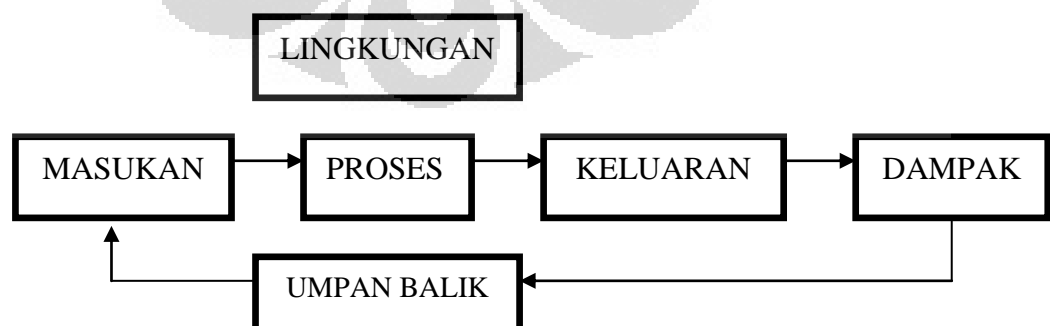 LINGKUNGAN
MASUKAN
PROSES
KELUARAN
DAMPAK
UMPAN BALIK